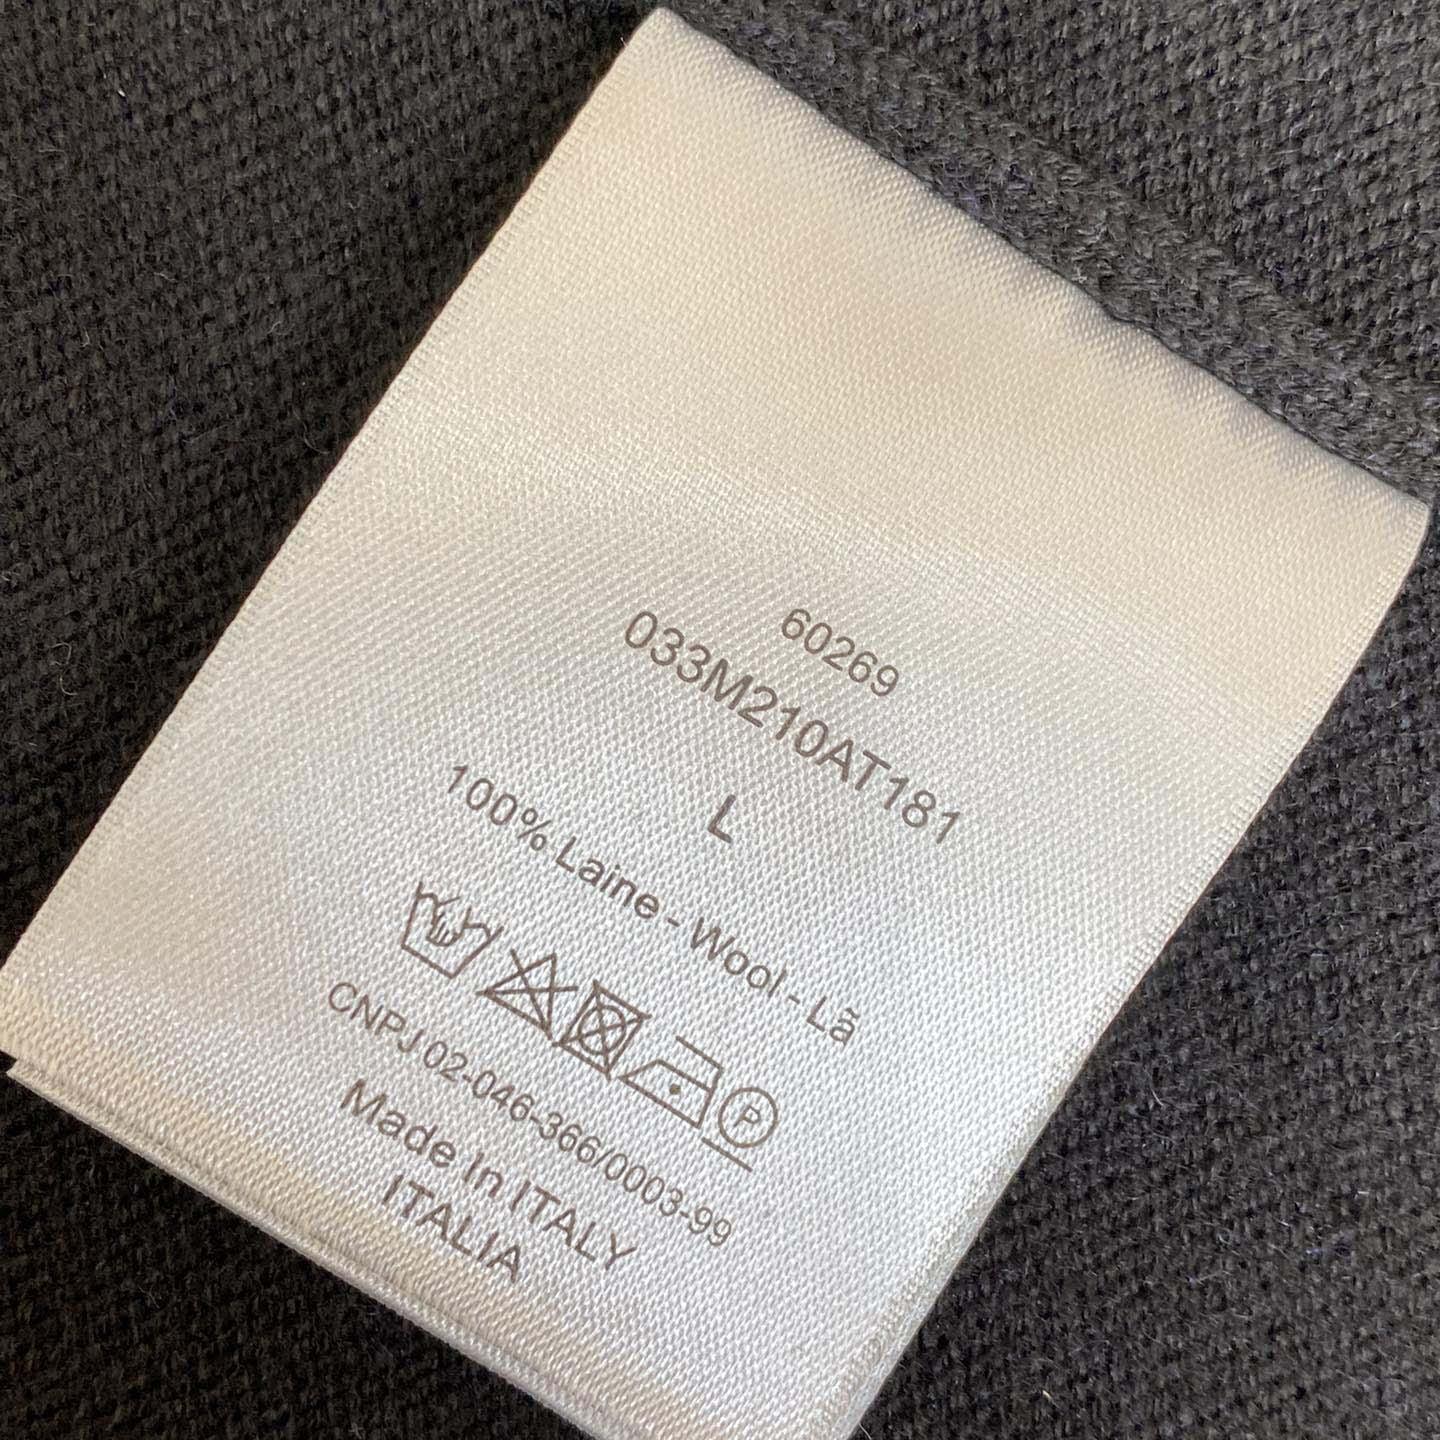 60269
033M210AT181
L
100% Laine - Wool - Lã
P
CNPJ 02-046-366/0003-99
Made In ITALY
ITALIA